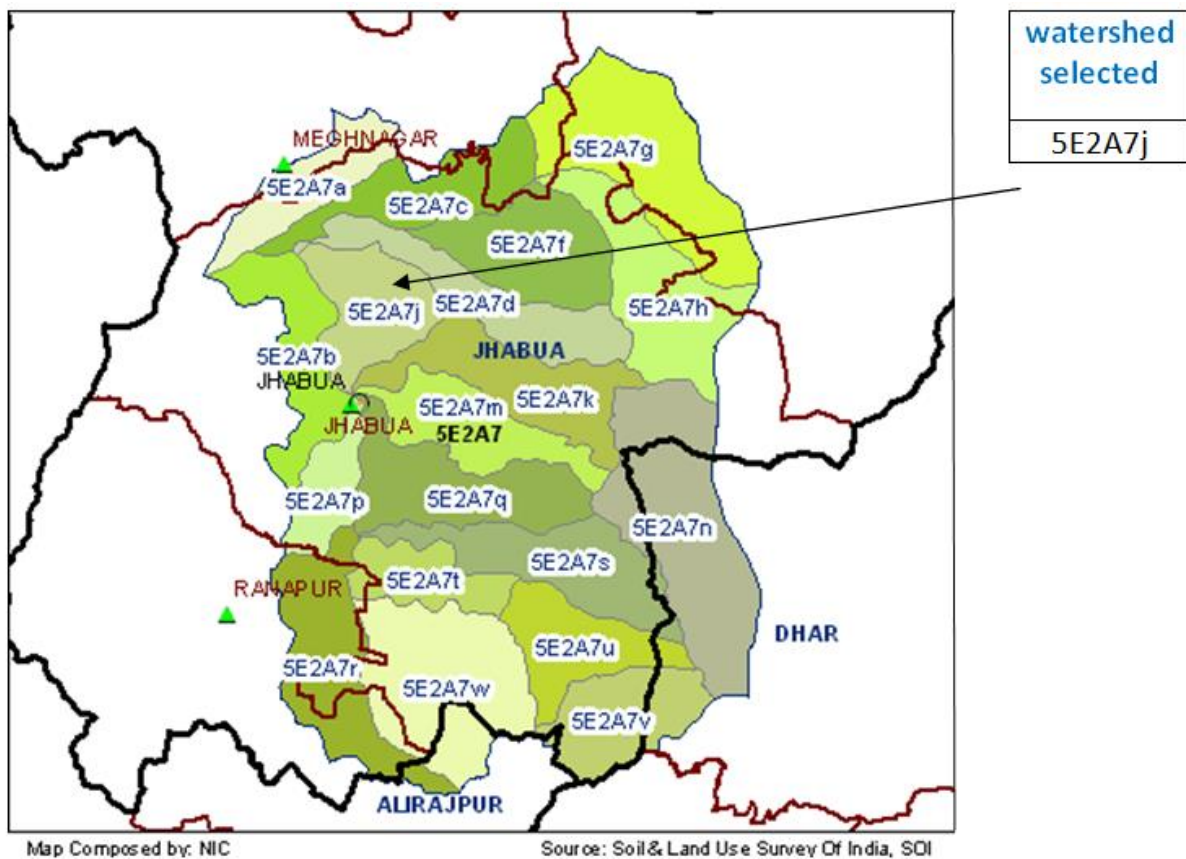 watershed
selected
5E2A7j
MEGHNAGAR
5E2A7g
5E2A7a
5E2A7c
5E2A7f
5E2A7j
5E2A7d
5E2A7h
JHABUA
5E2A7b
JHABUA
5E2A7k
5E2A7m
JHABUA
5E2A7
5E2A7p
5E2A7q
5E2A7n
5E2A7s
5E2A7t
RANAPUR
DHAR
5E2A7u
5E2A7r
5E2A7w
5E2A7v
ALIRAJPUR
Map Composed by: NIC
Source: Soil & Land Use Survey Of India, SOI